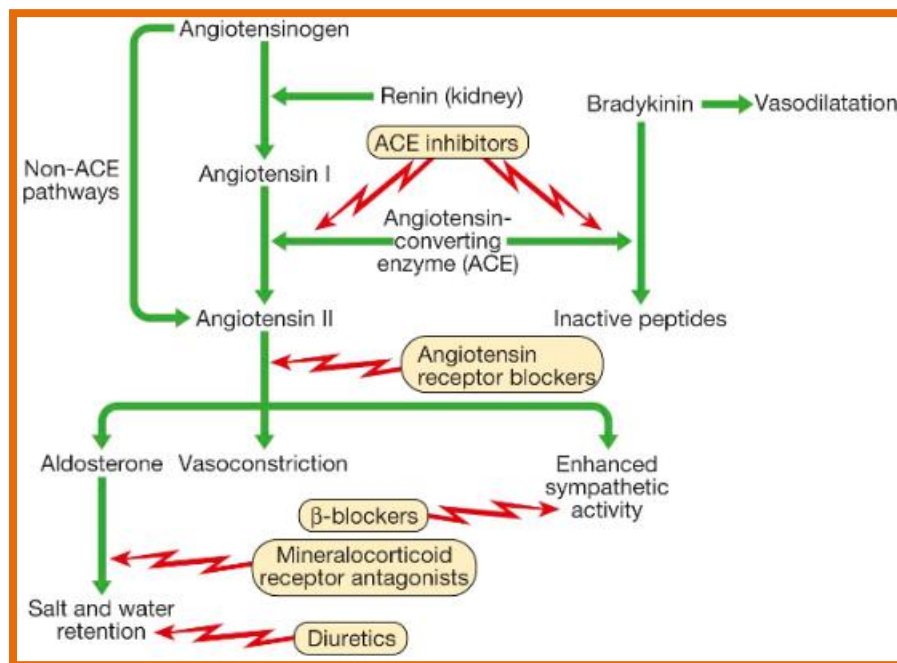 Angiotensinogen
Renin (kidney)
Bradykinin
Vasodilatation
ACE inhibitors
Non-ACE
pathways
Angiotensin I
Angiotensin-
converting
enzyme (ACE)
Angiotensin II
Inactive peptides
Angiotensin
receptor blockers
Aldosterone
Vasoconstriction
Enhanced
sympathetic
activity
β-blockers
Mineralocorticoid
receptor antagonists
Salt and water
retention
Diuretics